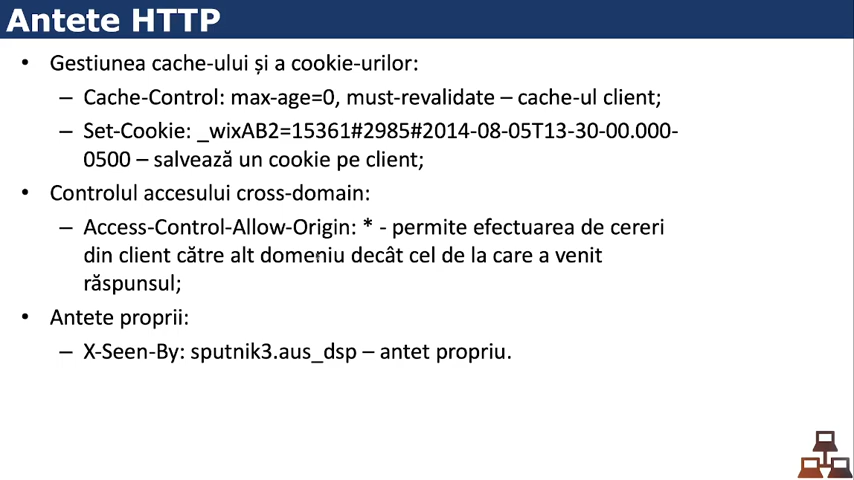 Antete HTTP
• Gestiunea cache-ului și a cookie-urilor:
– Cache-Control: max-age=0, must-revalidate – cache-ul client;
– Set-Cookie: _wixAB2=15361#2985#2014-08-05T13-30-00.000-
0500 – salvează un cookie pe client;
• Controlul accesului cross-domain:
– Access-Control-Allow-Origin: * - permite efectuarea de cereri
din client către alt domeniu decât cel de la care a venit
răspunsul;
• Antete proprii:
– X-Seen-By: sputnik3.aus_dsp – antet propriu.